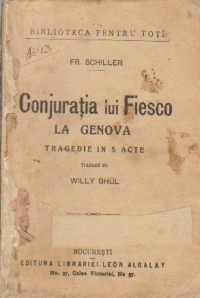 BIBLIOTECA PENTRU TOȚI
FR. SCHILLER
Conjurația lui Fiesco
LA GENOVA
TRAGEDIE IN 5 ACTE
Tradusă de
WILLY GHÜL
BUCUREȘTI
EDITURA LIBRARIEI LEON ALCALAY
No. 37, Calea Victoriei, No. 37.